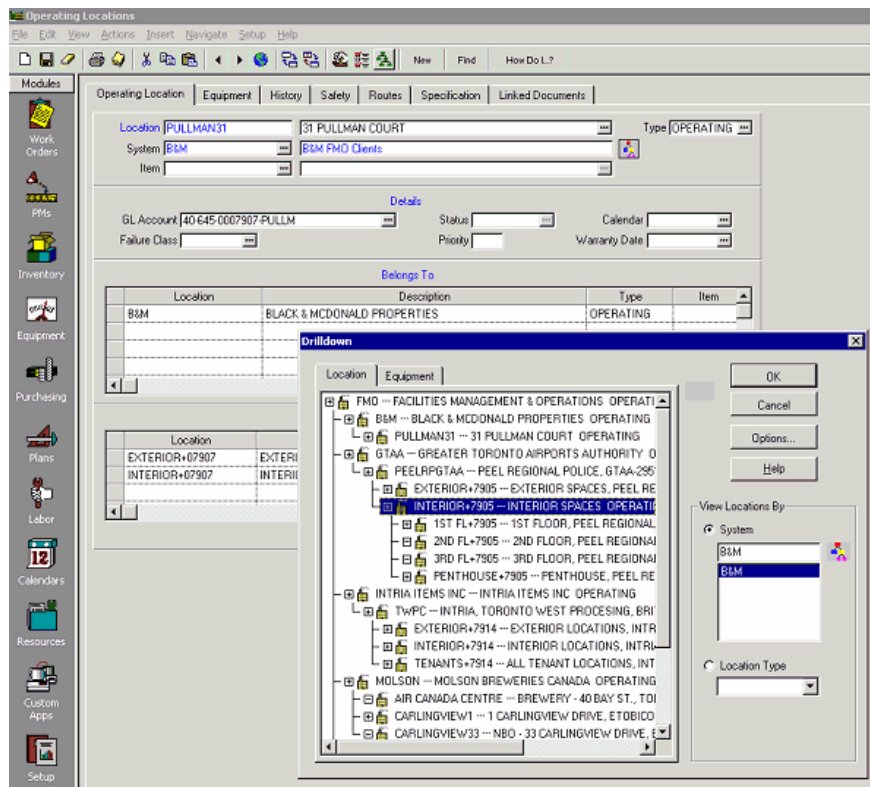 Operating Locations
File Edit View Actions Insert Navigate Setup Help
New Find How Do I..?
Modules
Work Orders
PMs
Inventory
Equipment
Purchasing
Plans
Labor
Calendars
Resources
Custom Apps
Setup
Operating Location Equipment History Safety Routes Specification Linked Documents
Location PULLMAN31 31 PULLMAN COURT Type OPERATING
System B&M B&M FMO Clients
Item
Details
GL Account 40-645-0007907-PULLM Status Calendar
Failure Class Priority Warranty Date
Belongs To
Location Description Type Item
B&M BLACK & MCDONALD PROPERTIES OPERATING
Location
EXTERIOR+07907 EXTERI
INTERIOR+07907 INTERI
Drilldown
Location Equipment
FMO --- FACILITIES MANAGEMENT & OPERATIONS OPERATI
B&M --- BLACK & MCDONALD PROPERTIES OPERATING
PULLMAN31 --- 31 PULLMAN COURT OPERATING
GTAA --- GREATER TORONTO AIRPORTS AUTHORITY O
PEELRPGTAA --- PEEL REGIONAL POLICE, GTAA-295
EXTERIOR+7905 --- EXTERIOR SPACES, PEEL RE
INTERIOR+7905 --- INTERIOR SPACES OPERATI
1ST FL+7905 --- 1ST FLOOR, PEEL REGIONAL
2ND FL+7905 --- 2ND FLOOR, PEEL REGIONAL
3RD FL+7905 --- 3RD FLOOR, PEEL REGIONAL
PENTHOUSE+7905 --- PENTHOUSE, PEEL RE
INTRIA ITEMS INC --- INTRIA ITEMS INC OPERATING
TWPC --- INTRIA, TORONTO WEST PROCESING, BRI
EXTERIOR+7914 --- EXTERIOR LOCATIONS, INTR
INTERIOR+7914 --- INTERIOR LOCATIONS, INTRI
TENANTS+7914 --- ALL TENANT LOCATIONS, INT
MOLSON --- MOLSON BREWERIES CANADA OPERATING
AIR CANADA CENTRE --- BREWERY - 40 BAY ST., TO
CARLINGVIEW1 --- 1 CARLINGVIEW DRIVE, ETOBICO
CARLINGVIEW33 --- NBO - 33 CARLINGVIEW DRIVE, E
OK
Cancel
Options...
Help
View Locations By
System
B&M
B&M
Location Type